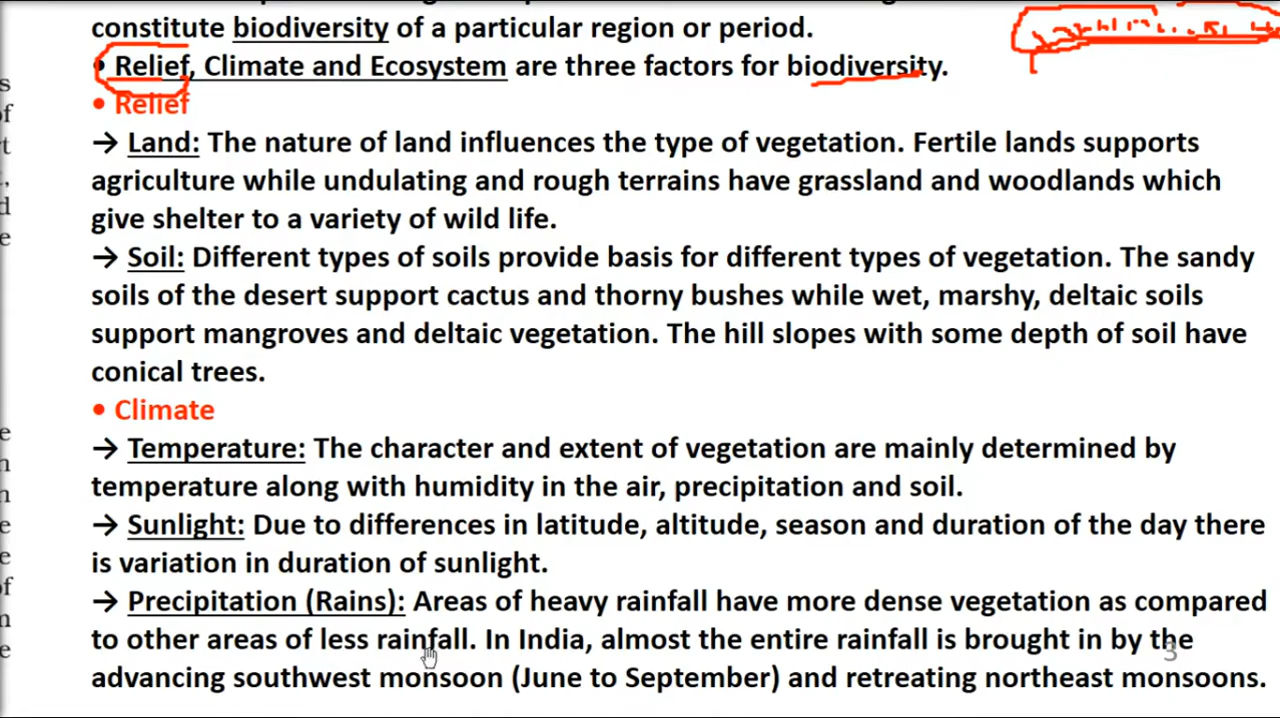 constitute biodiversity of a particular region or period.
• Relief, Climate and Ecosystem are three factors for biodiversity.
• Relief
→ Land: The nature of land influences the type of vegetation. Fertile lands supports
agriculture while undulating and rough terrains have grassland and woodlands which
give shelter to a variety of wild life.
→ Soil: Different types of soils provide basis for different types of vegetation. The sandy
soils of the desert support cactus and thorny bushes while wet, marshy, deltaic soils
support mangroves and deltaic vegetation. The hill slopes with some depth of soil have
conical trees.
• Climate
→ Temperature: The character and extent of vegetation are mainly determined by
temperature along with humidity in the air, precipitation and soil.
→ Sunlight: Due to differences in latitude, altitude, season and duration of the day there
is variation in duration of sunlight.
→ Precipitation (Rains): Areas of heavy rainfall have more dense vegetation as compared
to other areas of less rainfall. In India, almost the entire rainfall is brought in by the
advancing southwest monsoon (June to September) and retreating northeast monsoons.
3